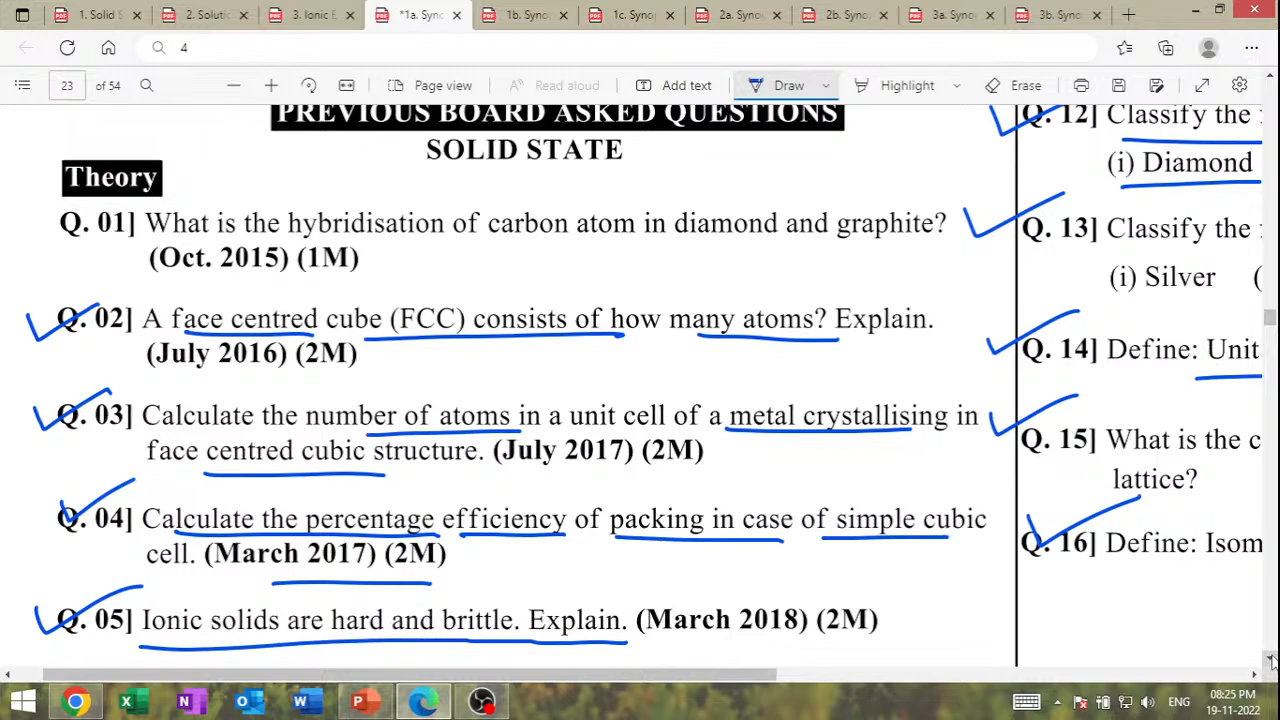 1. Solid S
2. Soluti
3. Ionic E
*1a. Sync
1b. Syno
1c. Syno
2a. Sum
2b. Sync
3a. Sync
3b. Sync
4
23 of 54
Page view
Read aloud
Add text
Draw
Highlight
Erase
PREVIOUS BOARD ASKED QUESTIONS
SOLID STATE
Theory
Q. 01] What is the hybridisation of carbon atom in diamond and graphite?
(Oct. 2015) (1M)
Q. 02] A face centred cube (FCC) consists of how many atoms? Explain.
(July 2016) (2M)
Q. 03] Calculate the number of atoms in a unit cell of a metal crystallising in
face centred cubic structure. (July 2017) (2M)
Q. 04] Calculate the percentage efficiency of packing in case of simple cubic
cell. (March 2017) (2M)
Q. 05] Ionic solids are hard and brittle. Explain. (March 2018) (2M)
Q. 12] Classify the
(i) Diamond
Q. 13] Classify the
(i) Silver (
Q. 14] Define: Unit
Q. 15] What is the c
lattice?
Q. 16] Define: Isom
ENG
08:25 PM
19-11-2022